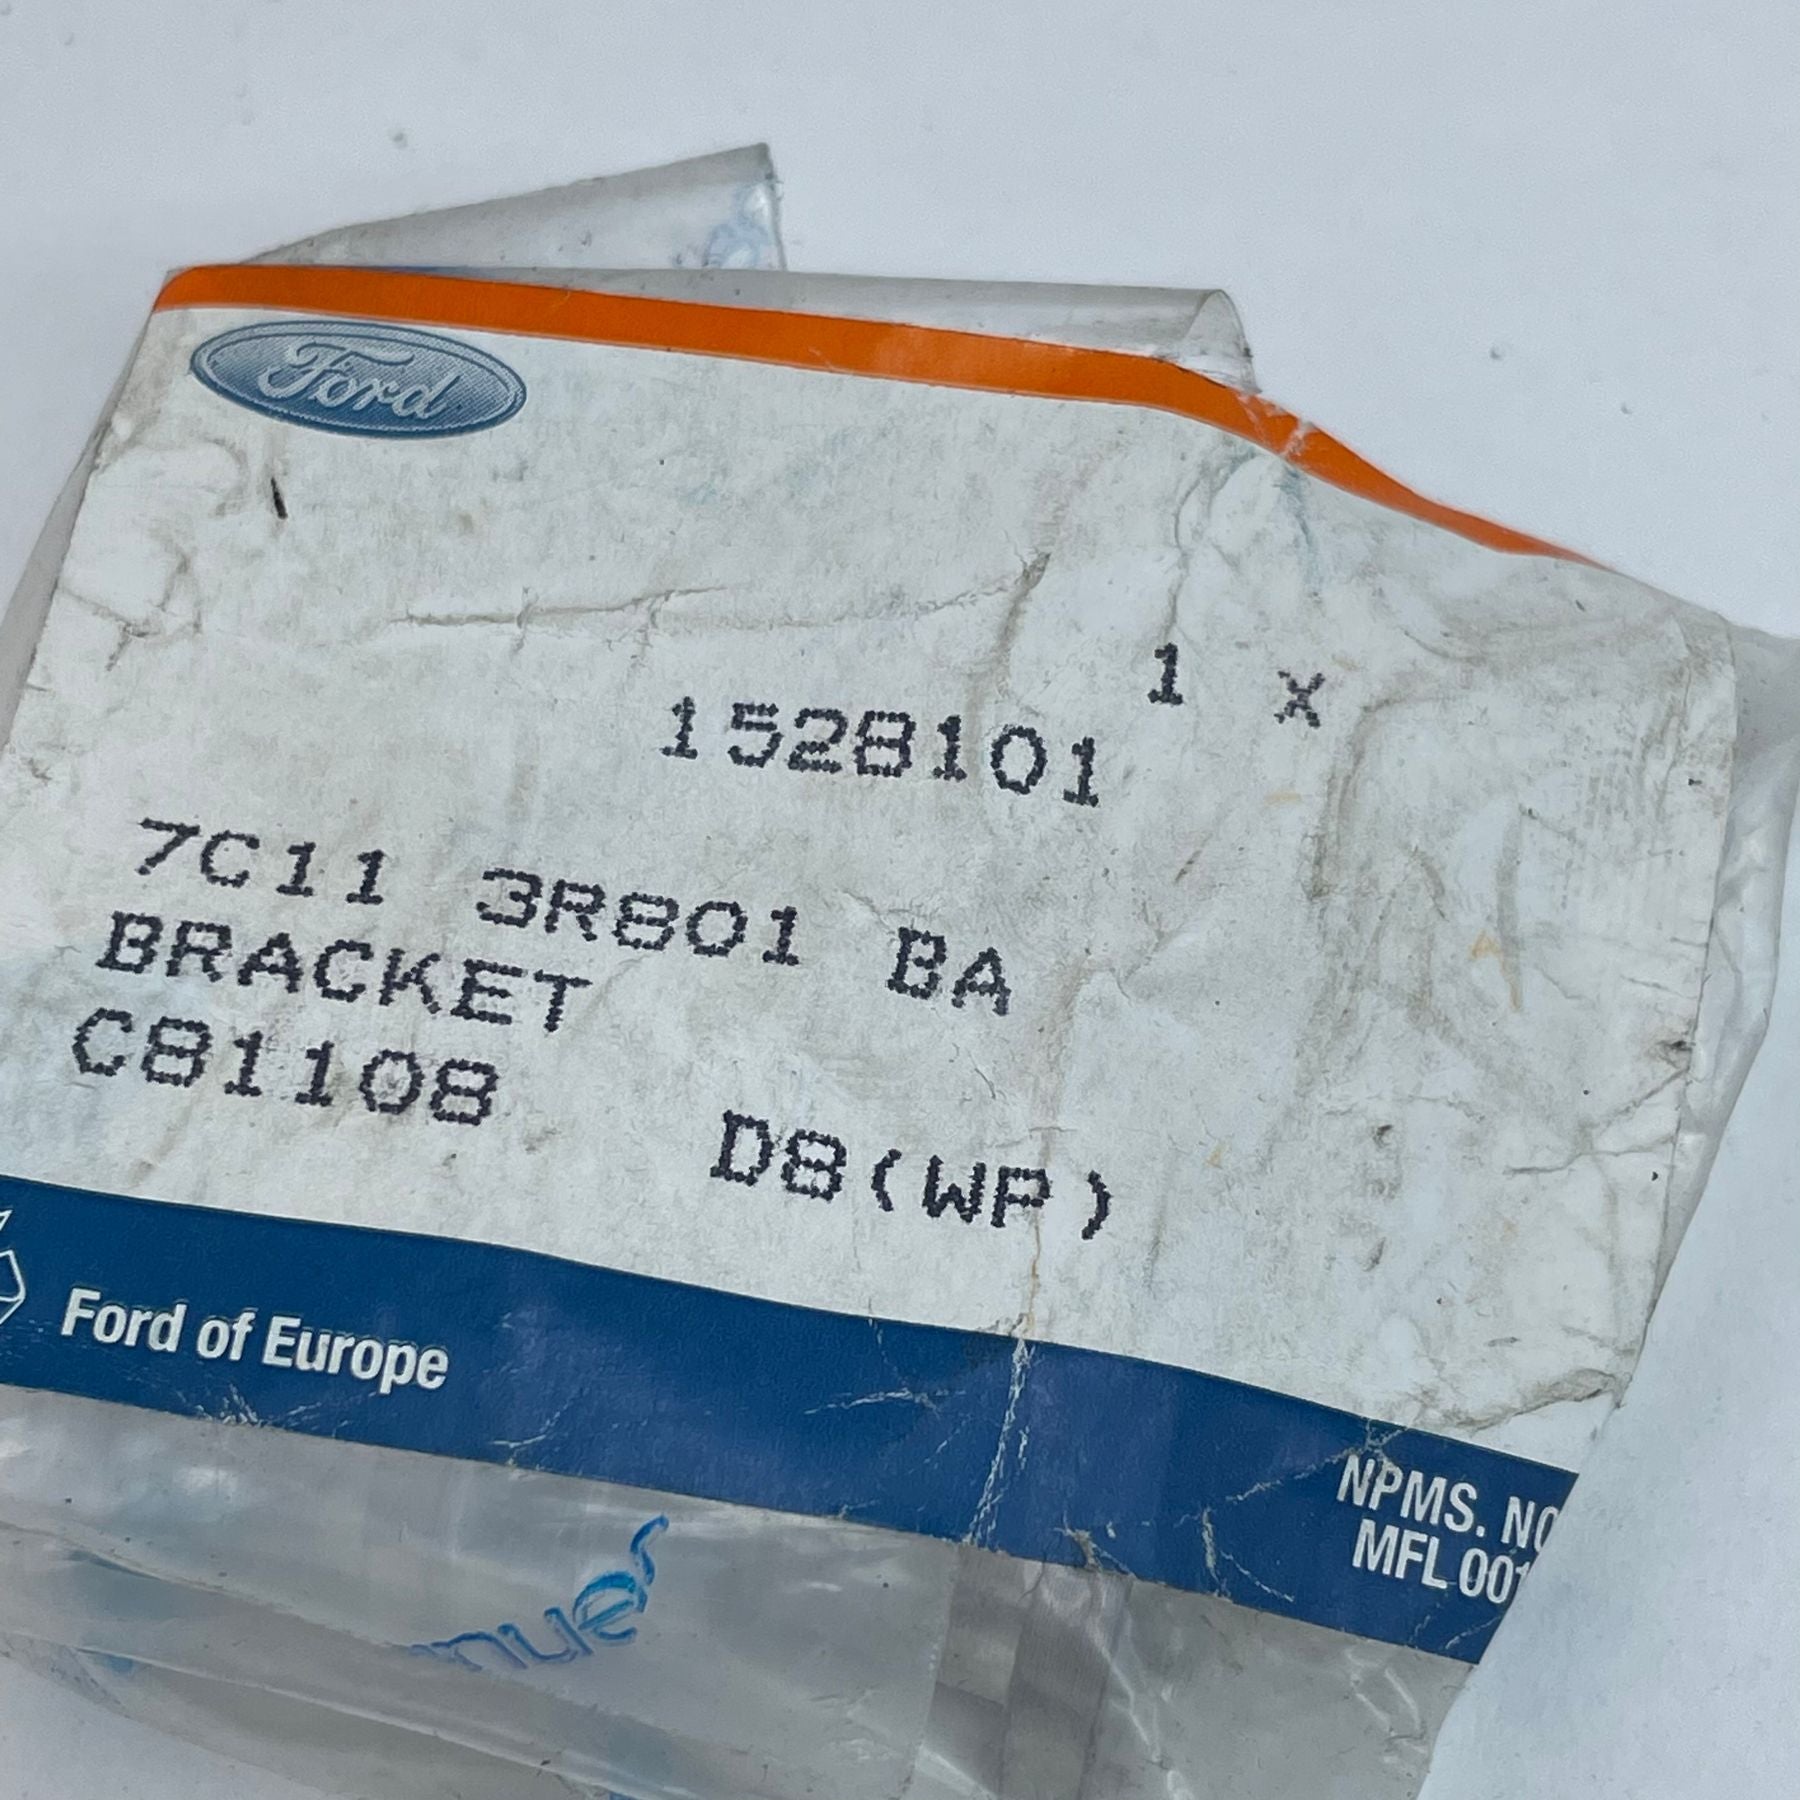 Ford
1 x
1528101
7C11 3R801 BA
BRACKET
C81108 D8(WP)
Ford of Europe
NPMS. NO
MFL 001